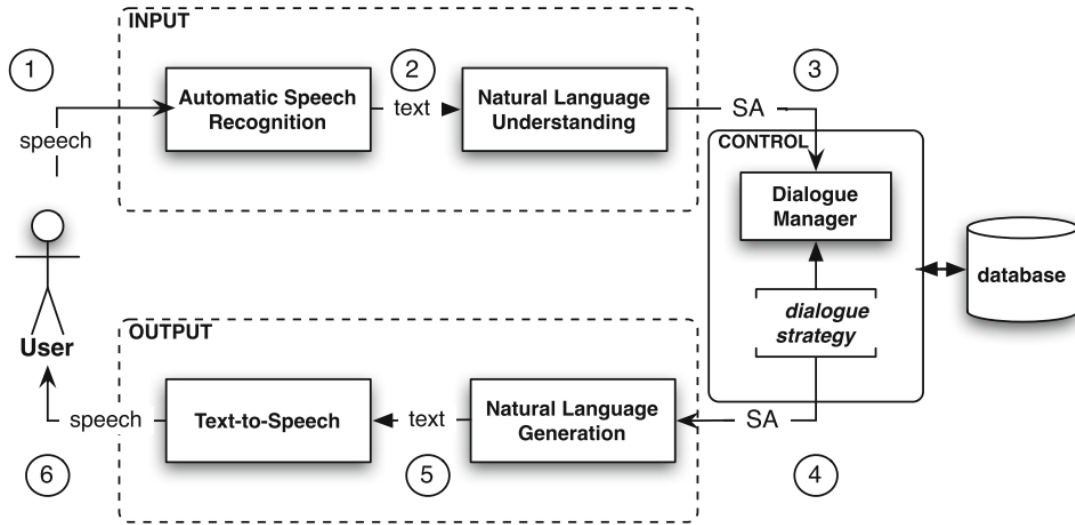 INPUT
1
2
3
Automatic Speech
Recognition
text
Natural Language
Understanding
SA
speech
CONTROL
Dialogue
Manager
database
dialogue
strategy
User
OUTPUT
speech
Text-to-Speech
text
Natural Language
Generation
SA
6
5
4